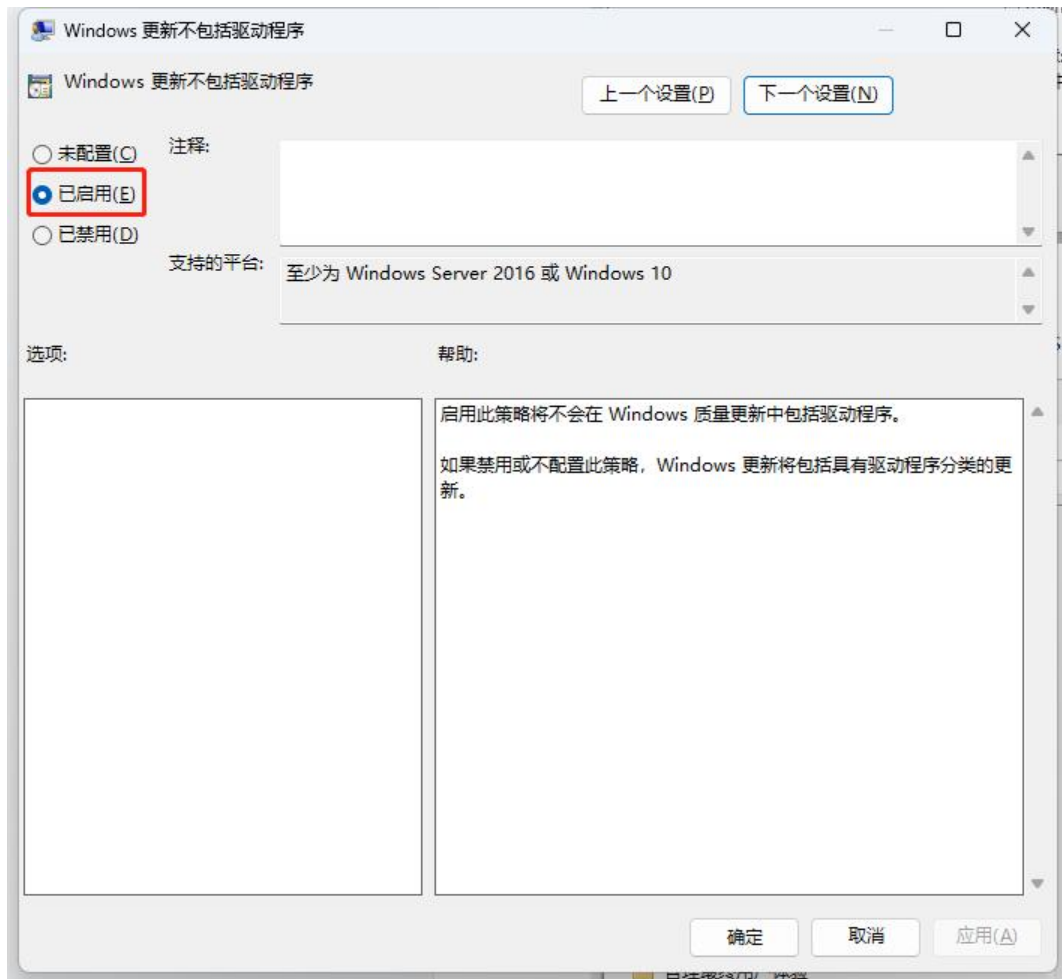 Windows 更新不包括驱动程序
Windows 更新不包括驱动程序
上一个设置(P)
下一个设置(N)
未配置(C)
注释:
已启用(E)
已禁用(D)
支持的平台:
至少为 Windows Server 2016 或 Windows 10
选项:
帮助:
启用此策略将不会在 Windows 质量更新中包括驱动程序。
如果禁用或不配置此策略，Windows 更新将包括具有驱动程序分类的更
新。
确定
取消
应用(A)